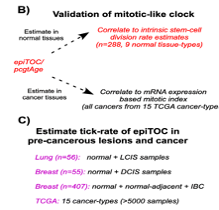 B)
Validation of mitotic-like clock
Estimate in
normal tissues
Correlate to intrinsic stem-cell
division rate estimates
(n=288, 9 normal tissue-types)
epiTOC/
pcgtAge
Estimate in
cancer tissues
Correlate to mRNA expression
based mitotic index
(all cancers from 15 TCGA cancer-types)
C)
Estimate tick-rate of epiTOC in
pre-cancerous lesions and cancer
Lung (n=56): normal + LCIS samples
Breast (n=55): normal + DCIS samples
Breast (n=407): normal + normal-adjacent + IBC
TCGA: 15 cancer-types (>5000 samples)